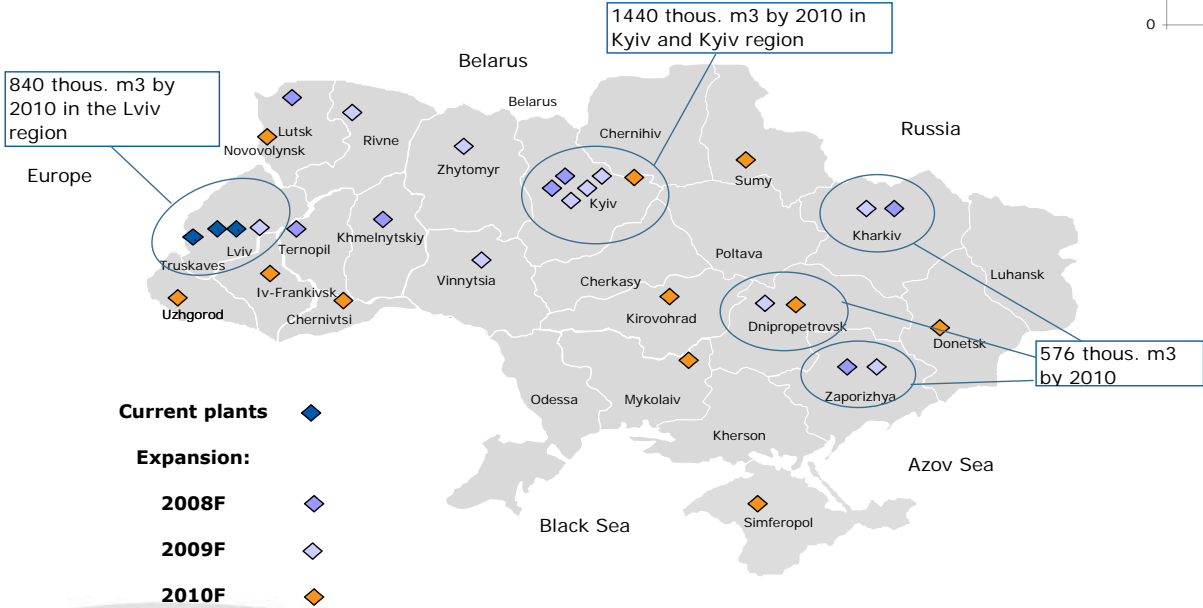 1440 thous. m3 by 2010 in
Kyiv and Kyiv region
0
Belarus
840 thous. m3 by
2010 in the Lviv
region
Belarus
Lutsk
Rivne
Chernihiv
Russia
Novovolynsk
Zhytomyr
Europe
Sumy
Kyiv
Khmelnytskiy
Kharkiv
Ternopil
Lviv
Truskaves
Poltava
Luhansk
Vinnytsia
Cherkasy
Iv-Frankivsk
Uzhgorod
Chernivtsi
Kirovohrad
Dnipropetrovsk
Donetsk
576 thous. m3
by 2010
Odessa
Mykolaiv
Zaporizhya
Current plants
Kherson
Expansion:
Azov Sea
2008F
Black Sea
Simferopol
2009F
2010F